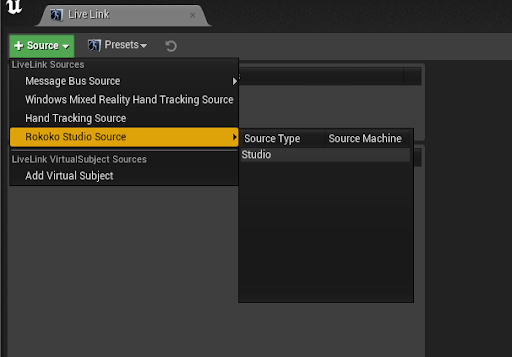 Live Link
Source
Presets
LiveLink Sources
Message Bus Source
Windows Mixed Reality Hand Tracking Source
Hand Tracking Source
Rokoko Studio Source
Source Type Source Machine
Studio
LiveLink VirtualSubject Sources
Add Virtual Subject